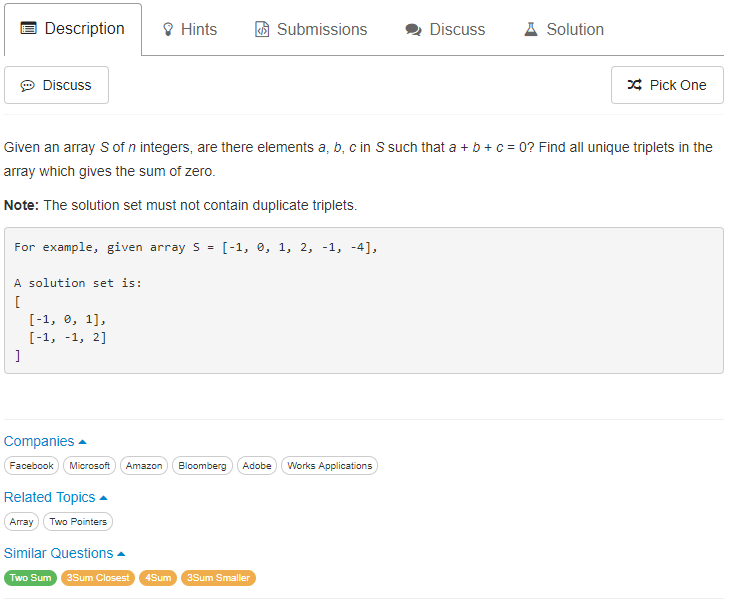 Description Hints Submissions Discuss Solution
Discuss Pick One
Given an array S of n integers, are there elements a, b, c in S such that a + b + c = 0? Find all unique triplets in the
array which gives the sum of zero.
Note: The solution set must not contain duplicate triplets.
For example, given array S = [-1, 0, 1, 2, -1, -4],
A solution set is:
[
[-1, 0, 1],
[-1, -1, 2]
]
Companies
Facebook Microsoft Amazon Bloomberg Adobe Works Applications
Related Topics
Array Two Pointers
Similar Questions
Two Sum 3Sum Closest 4Sum 3Sum Smaller